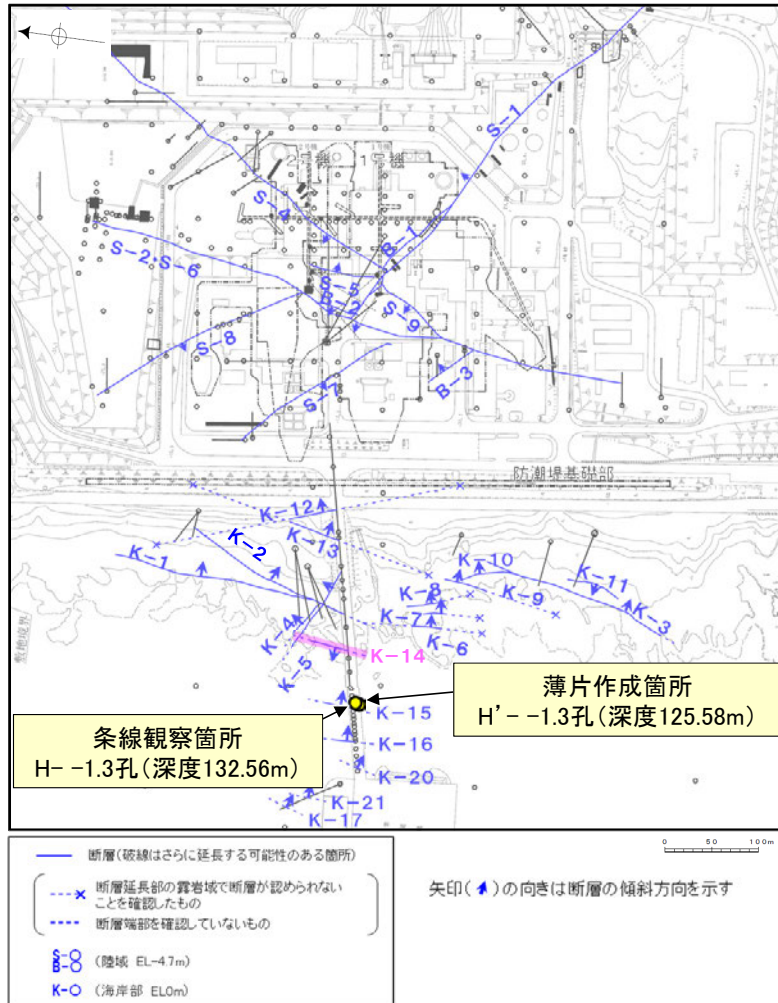 S-1
2号機
1号機
S-4
B-1
S-2・S-6
S-5
B-2
S-9
S-8
B-3
S-7
防潮堤基礎部
K-12
K-13
K-2
K-1
K-10
K-11
K-8
K-9
K-3
K-7
K-4
K-6
K-5
K-14
敷地境界
薄片作成箇所
H’- -1.3孔(深度125.58m)
K-15
条線観察箇所
H- -1.3孔(深度132.56m)
K-16
K-20
K-21
K-17
0 50 100m
断層(破線はさらに延長する可能性のある箇所)
断層延長部の露岩域で断層が認められない
ことを確認したもの
断層端部を確認していないもの
矢印( )の向きは断層の傾斜方向を示す
S-○
B-○
(陸域 EL-4.7m)
K-○ (海岸部 EL0m)